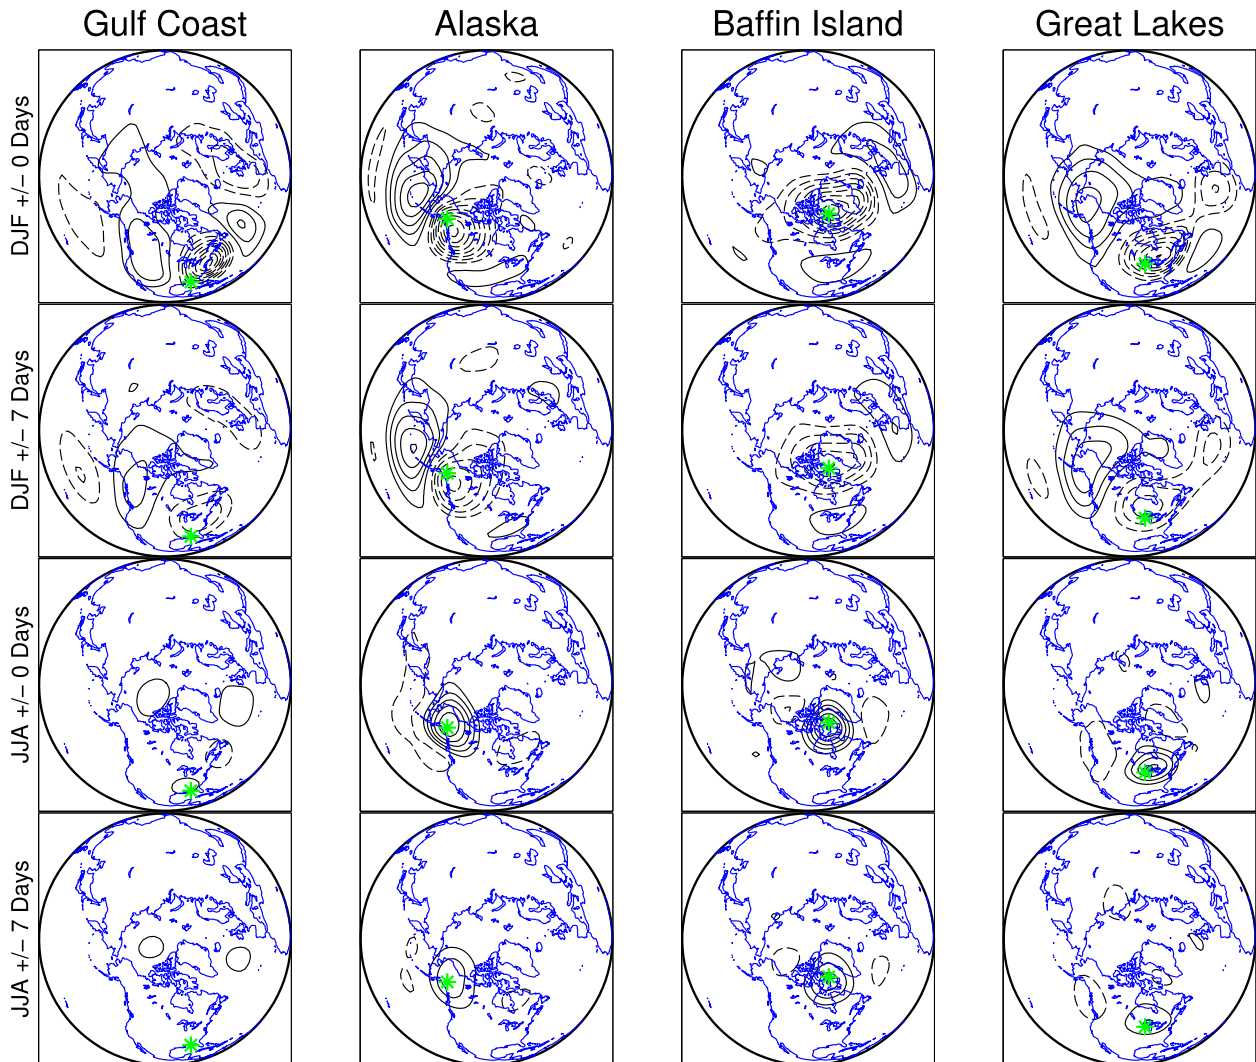 Gulf Coast
Alaska
Baffin Island
Great Lakes
DJF +/− 0 Days
DJF +/− 7 Days
JJA +/− 0 Days
JJA +/− 7 Days